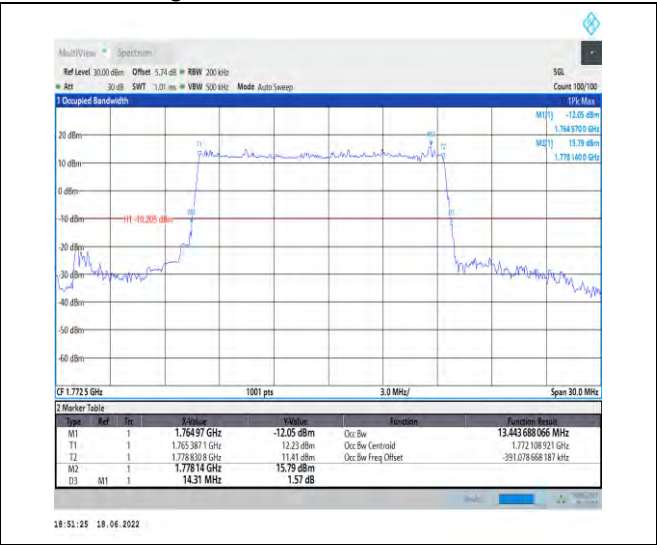 MultiView Spectrum
Ref Level 30.00 dBm Offset 5.74 dB RBW 200 kHz SGL
Att 30 dB SWT 1.01 ms VBW 500 kHz Mode Auto Sweep Count 100/100
1 Occupied Bandwidth 1Pk Max
M1[1] -12.05 dBm
1.764 970 0 GHz
M2[1] 15.79 dBm
1.778 140 0 GHz
20 dBm
T1 M2 T2
10 dBm
0 dBm
M1 D3
-10 dBm H1 -10.205 dBm
-20 dBm
-30 dBm
-40 dBm
-50 dBm
-60 dBm
CF 1.772 5 GHz 1001 pts 3.0 MHz/ Span 30.0 MHz
2 Marker Table
Type Ref Trc X-Value Y-Value Function Function Result
M1 1 1.764 97 GHz -12.05 dBm Occ Bw 13.443 688 066 MHz
T1 1 1.765 387 1 GHz 12.23 dBm Occ Bw Centroid 1.772 108 921 GHz
T2 1 1.778 830 8 GHz 11.41 dBm Occ Bw Freq Offset -391.078 668 187 kHz
M2 1 1.778 14 GHz 15.79 dBm
D3 M1 1 14.31 MHz 1.57 dB
18:51:25 18.06.2022